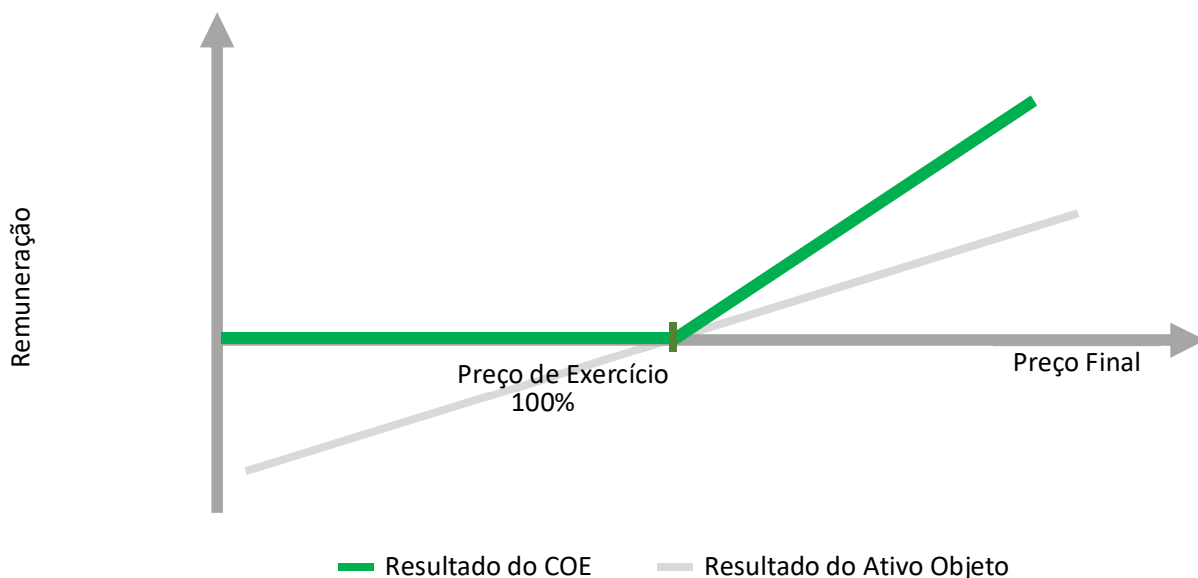 Remuneração
Preço de Exercício
100%
Preço Final
Resultado do COE
Resultado do Ativo Objeto